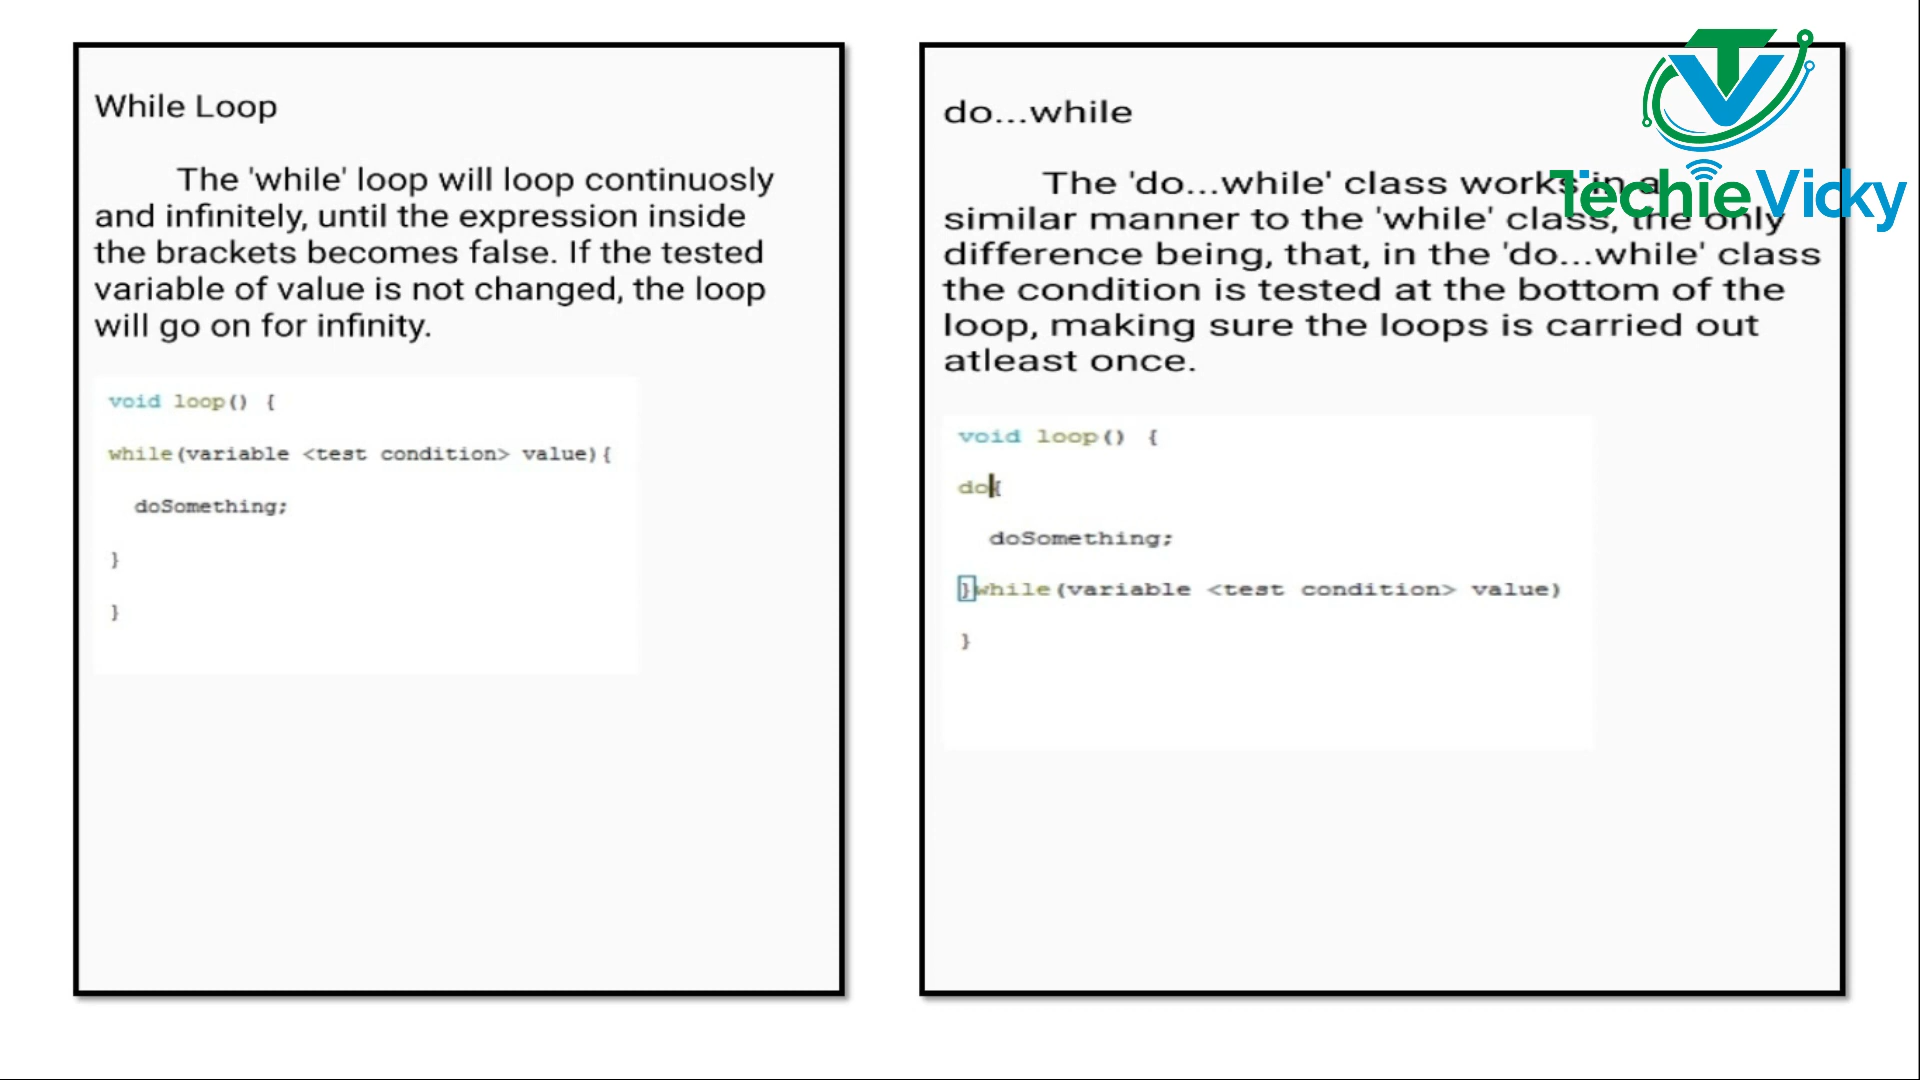 While Loop
The 'while' loop will loop continuosly
and infinitely, until the expression inside
the brackets becomes false. If the tested
variable of value is not changed, the loop
will go on for infinity.
void loop() {
while(variable <test condition> value){
doSomething;
}
}
do...while
The 'do...while' class works in a
similar manner to the 'while' class, the only
difference being, that, in the 'do...while' class
the condition is tested at the bottom of the
loop, making sure the loops is carried out
atleast once.
void loop() {
do{
doSomething;
}while(variable <test condition> value)
}
TV
TechieVicky